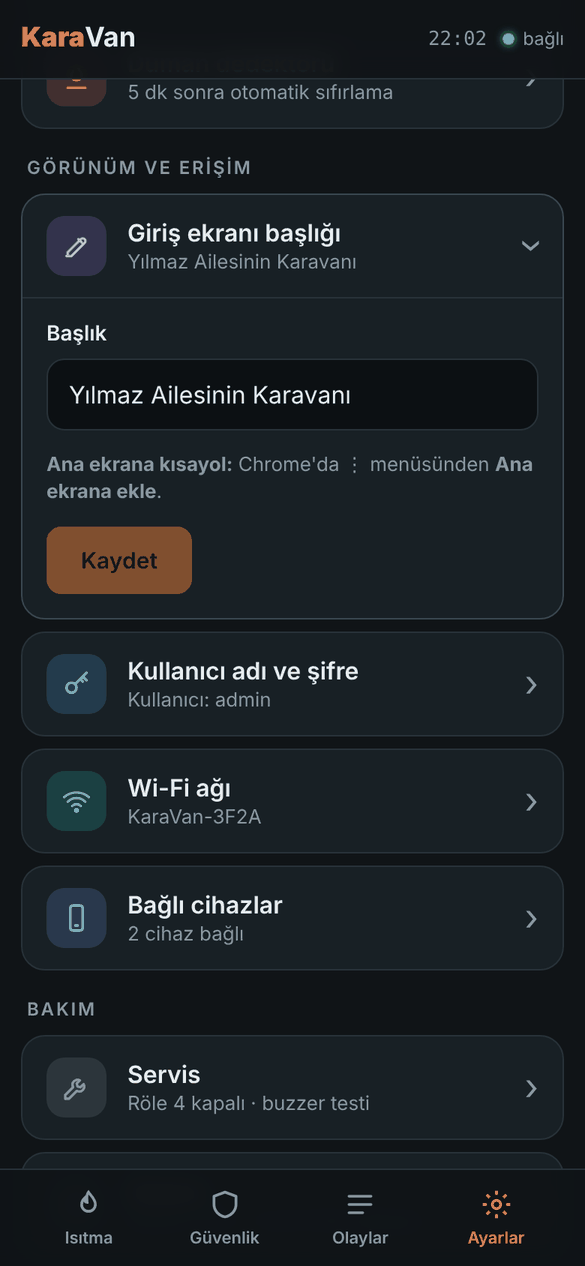 KaraVan
22:02
bağlı
5 dk sonra otomatik sıfırlama
GÖRÜNÜM VE ERİŞİM
Giriş ekranı başlığı
Yılmaz Ailesinin Karavanı
Başlık
Yılmaz Ailesinin Karavanı
Ana ekrana kısayol: Chrome'da ⋮ menüsünden Ana
ekrana ekle.
Kaydet
Kullanıcı adı ve şifre
Kullanıcı: admin
Wi-Fi ağı
KaraVan-3F2A
Bağlı cihazlar
2 cihaz bağlı
BAKIM
Servis
Röle 4 kapalı · buzzer testi
Isıtma
Güvenlik
Olaylar
Ayarlar